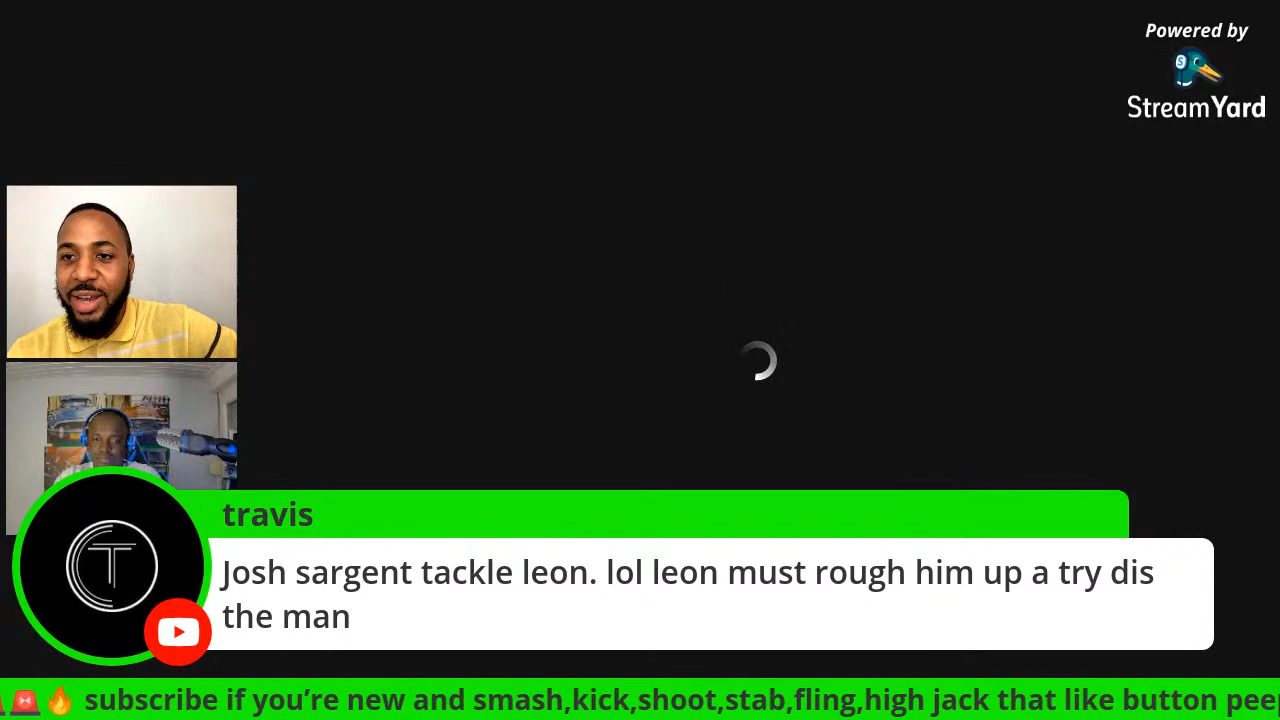 Powered by
StreamYard
travis
Josh sargent tackle leon. lol leon must rough him up a try dis
the man
subscribe if you’re new and smash,kick,shoot,stab,fling,high jack that like button